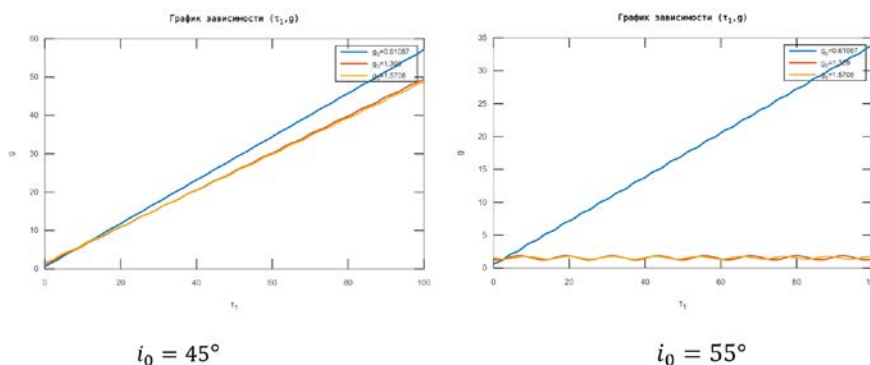 График зависимости (τ₁,g)
g₀=0.61087
g₀=1.309
g₀=1.5708
60
50
40
30
20
10
0
g
0
20
40
60
80
100
τ₁
i₀ = 45°
График зависимости (τ₁,g)
g₀=0.61087
g₀=1.309
g₀=1.5708
35
30
25
20
15
10
5
0
g
0
20
40
60
80
100
τ₁
i₀ = 55°